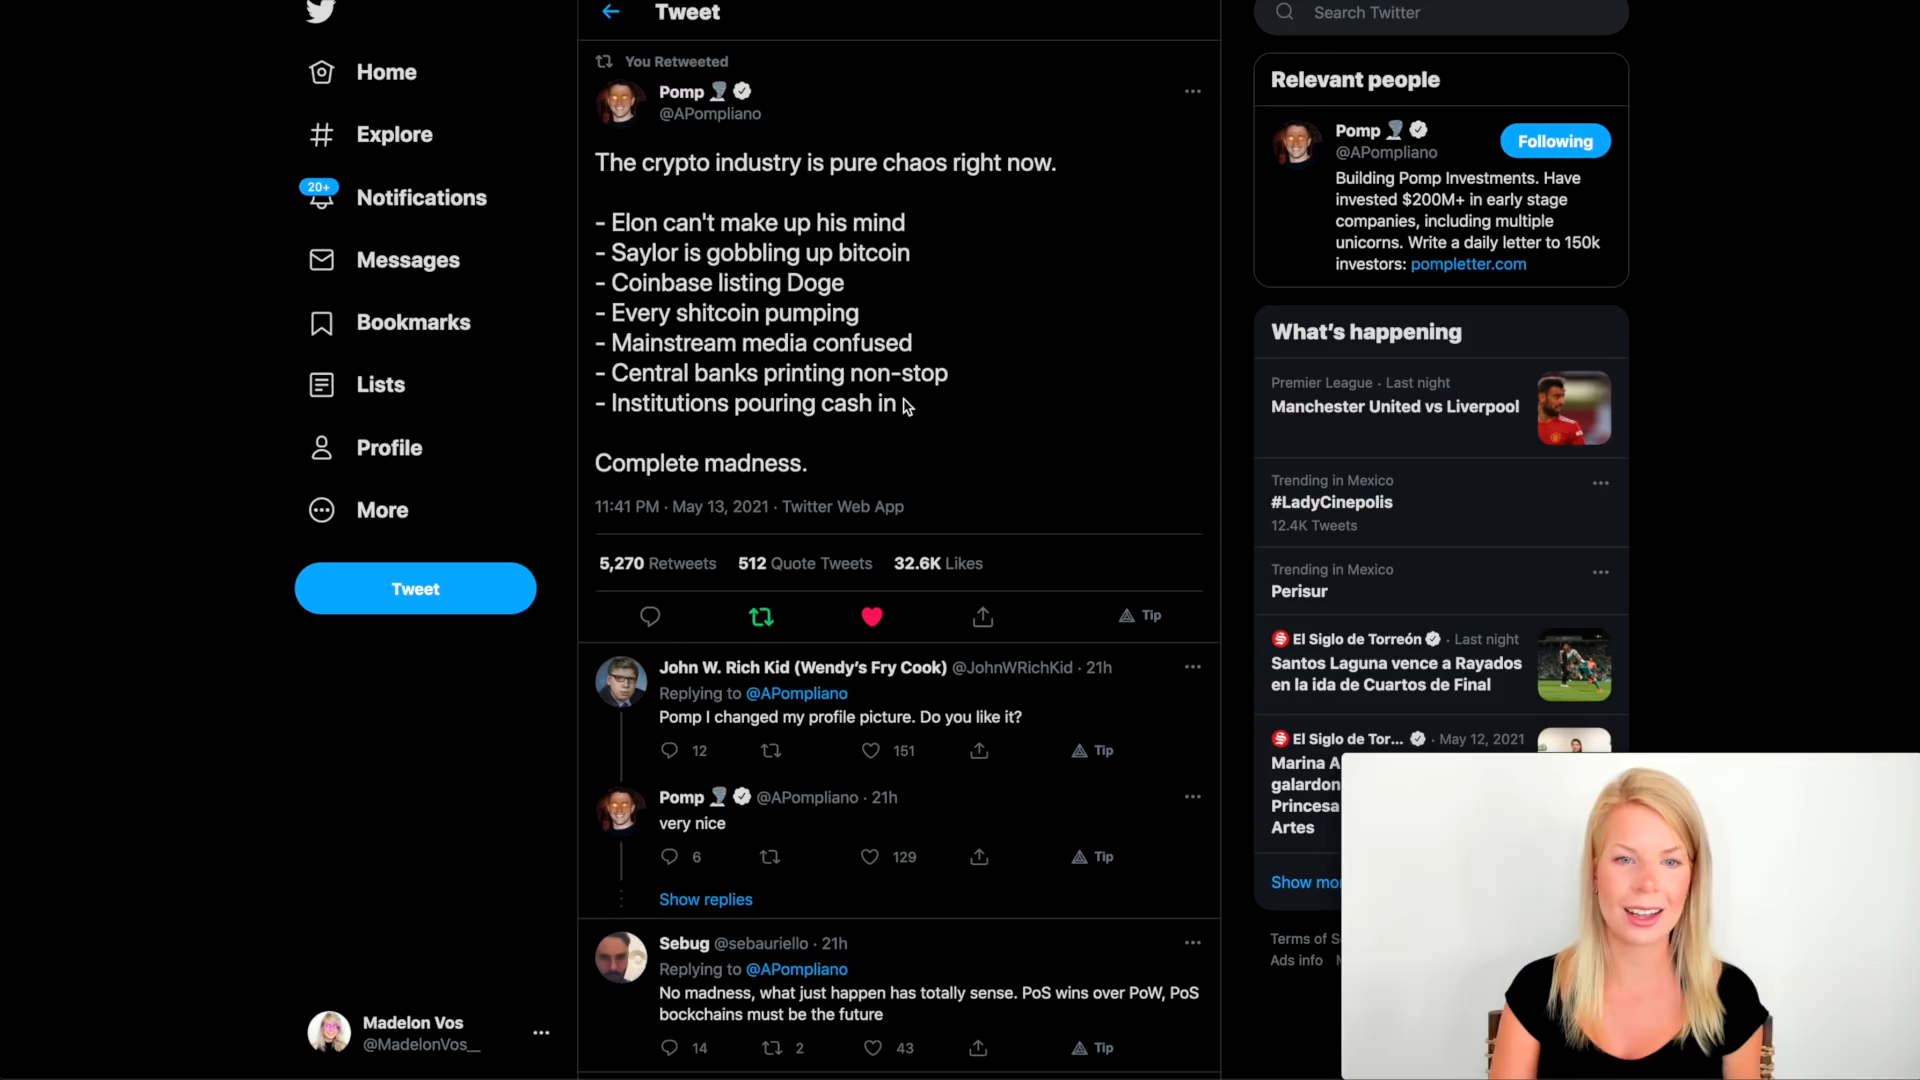 Tweet
Search Twitter
Home
Explore
20+
Notifications
Messages
Bookmarks
Lists
Profile
More
Tweet
Madelon Vos
@MadelonVos__
You Retweeted
Pomp
@APompliano
The crypto industry is pure chaos right now.
- Elon can't make up his mind
- Saylor is gobbling up bitcoin
- Coinbase listing Doge
- Every shitcoin pumping
- Mainstream media confused
- Central banks printing non-stop
- Institutions pouring cash in
Complete madness.
11:41 PM · May 13, 2021 · Twitter Web App
5,270 Retweets 512 Quote Tweets 32.6K Likes
Tip
John W. Rich Kid (Wendy's Fry Cook) @JohnWRichKid · 21h
Replying to @APompliano
Pomp I changed my profile picture. Do you like it?
12 151 Tip
Pomp @APompliano · 21h
very nice
6 129 Tip
Show replies
Sebug @sebauriello · 21h
Replying to @APompliano
No madness, what just happen has totally sense. PoS wins over PoW, PoS
bockchains must be the future
14 2 43 Tip
Relevant people
Pomp
@APompliano
Following
Building Pomp Investments. Have
invested $200M+ in early stage
companies, including multiple
unicorns. Write a daily letter to 150k
investors: pompletter.com
What's happening
Premier League · Last night
Manchester United vs Liverpool
Trending in Mexico
#LadyCinepolis
12.4K Tweets
Trending in Mexico
Perisur
El Siglo de Torreón · Last night
Santos Laguna vence a Rayados
en la ida de Cuartos de Final
El Siglo de Tor... · May 12, 2021
Marina A
galardon
Princesa
Artes
Show mo
Terms of S
Ads info